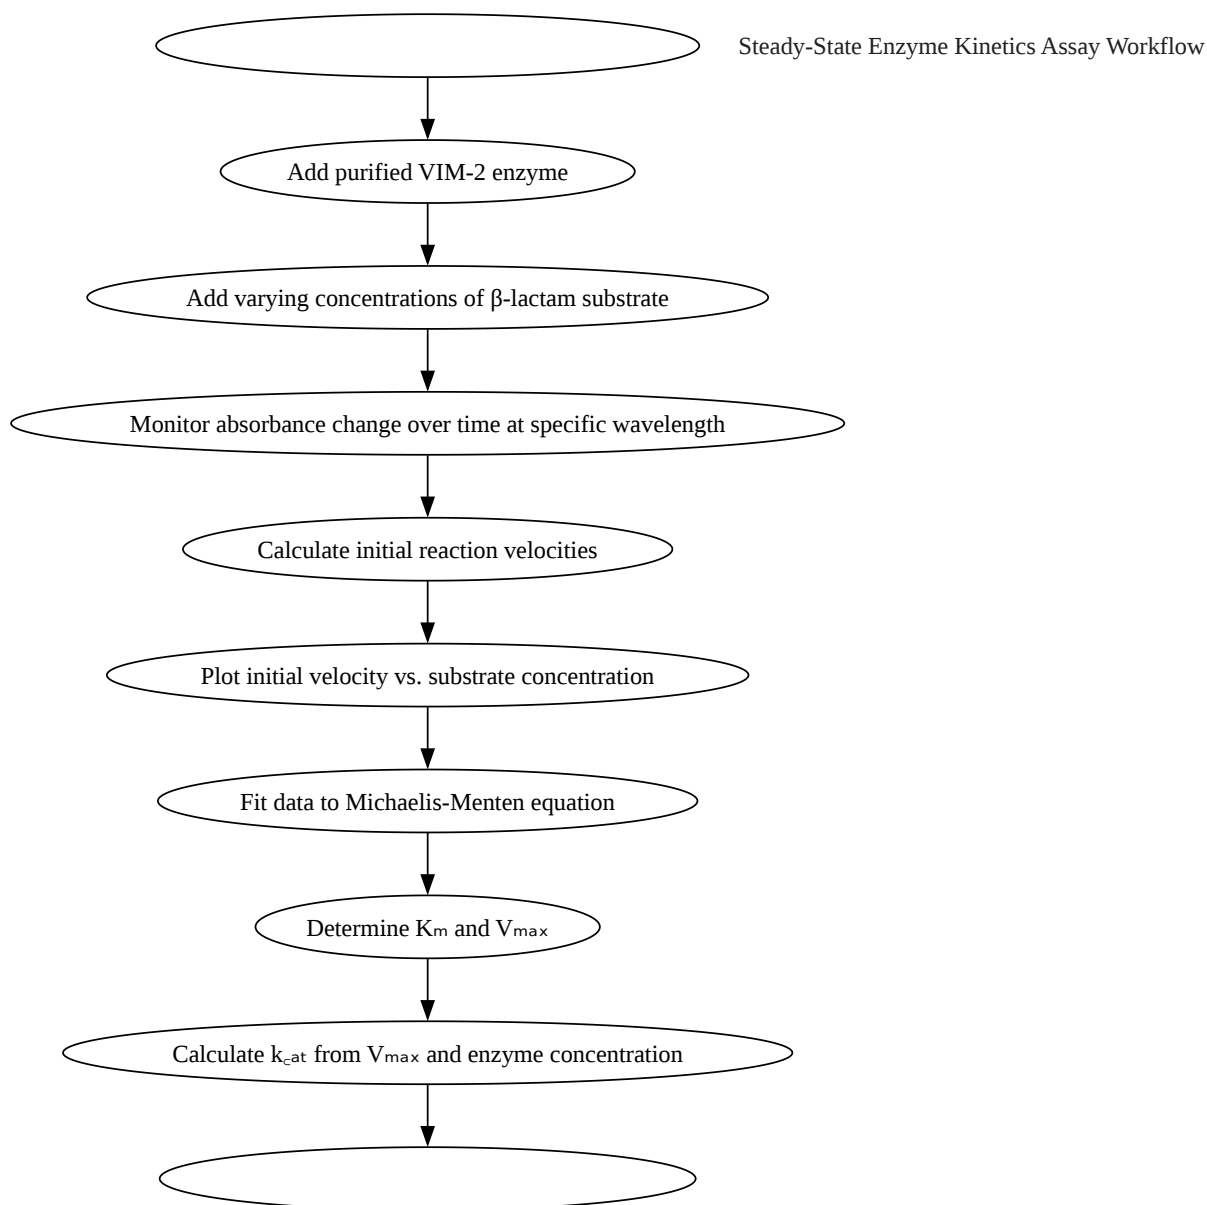 Steady-State Enzyme Kinetics Assay Workflow
Add purified VIM-2 enzyme
Add varying concentrations of β-lactam substrate
Monitor absorbance change over time at specific wavelength
Calculate initial reaction velocities
Plot initial velocity vs. substrate concentration
Fit data to Michaelis-Menten equation
Determine Kₘ and Vₘₐₓ
Calculate k꜀ₐₜ from Vₘₐₓ and enzyme concentration